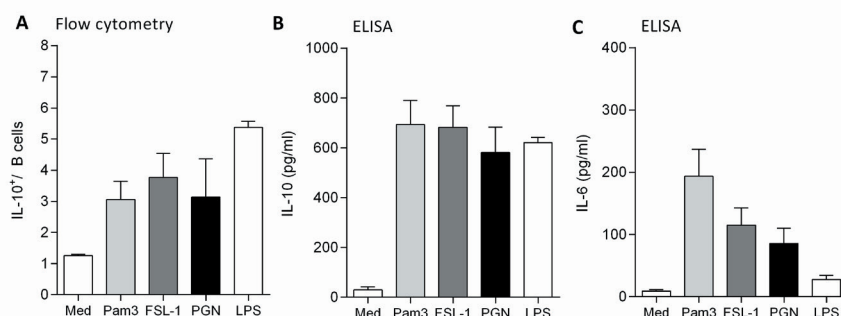 A Flow cytometry
IL-10+/ B cells
8
7
6
5
4
3
2
1
0
Med Pam3 FSL-1 PGN LPS
B ELISA
IL-10 (pg/ml)
1000
800
600
400
200
0
Med Pam3 FSL-1 PGN LPS
C ELISA
IL-6 (pg/ml)
400
300
200
100
0
Med Pam3 FSL-1 PGN LPS